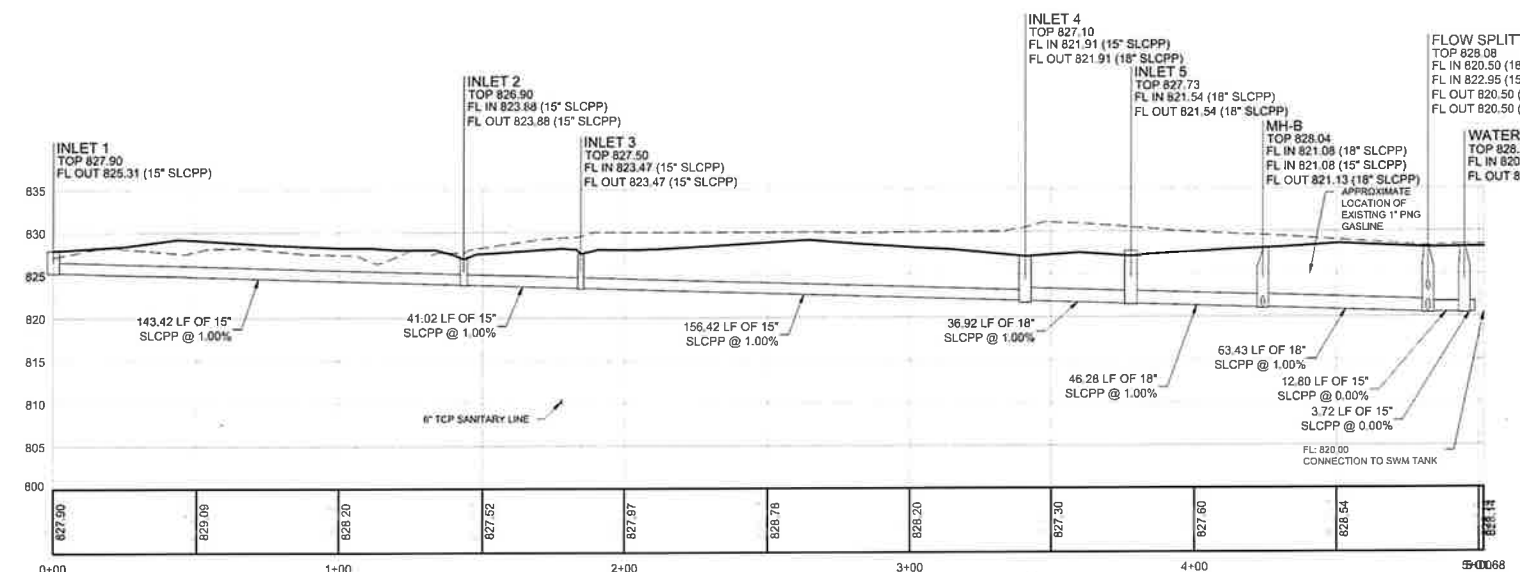 INLET 1
TOP 827.90
FL OUT 825.31 (15" SLCPP)
INLET 2
TOP 826.90
FL IN 823.88 (15" SLCPP)
FL OUT 823.88 (15" SLCPP)
INLET 3
TOP 827.50
FL IN 823.47 (15" SLCPP)
FL OUT 823.47 (15" SLCPP)
INLET 4
TOP 827.10
FL IN 821.91 (15" SLCPP)
FL OUT 821.91 (18" SLCPP)
INLET 5
TOP 827.73
FL IN 821.54 (18" SLCPP)
FL OUT 821.54 (18" SLCPP)
MH-B
TOP 828.04
FL IN 821.08 (18" SLCPP)
FL IN 821.08 (15" SLCPP)
FL OUT 821.13 (18" SLCPP)
APPROXIMATE
LOCATION OF
EXISTING 1" PNG
GASLINE
FLOW SPLITT
TOP 828.08
FL IN 820.50 (18
FL IN 822.95 (15
FL OUT 820.50 (
FL OUT 820.50 (
WATER
TOP 828.
FL IN 820
FL OUT 8
835
830
825
820
815
810
805
800
143.42 LF OF 15"
SLCPP @ 1.00%
41.02 LF OF 15"
SLCPP @ 1.00%
156.42 LF OF 15"
SLCPP @ 1.00%
36.92 LF OF 18"
SLCPP @ 1.00%
46.28 LF OF 18"
SLCPP @ 1.00%
63.43 LF OF 18"
SLCPP @ 1.00%
12.80 LF OF 15"
SLCPP @ 0.00%
3.72 LF OF 15"
SLCPP @ 0.00%
6" TCP SANITARY LINE
FL: 820.00
CONNECTION TO SWM TANK
827.90
829.09
828.20
827.52
827.97
828.78
828.20
827.30
827.60
828.54
828.14
0+00
1+00
2+00
3+00
4+00